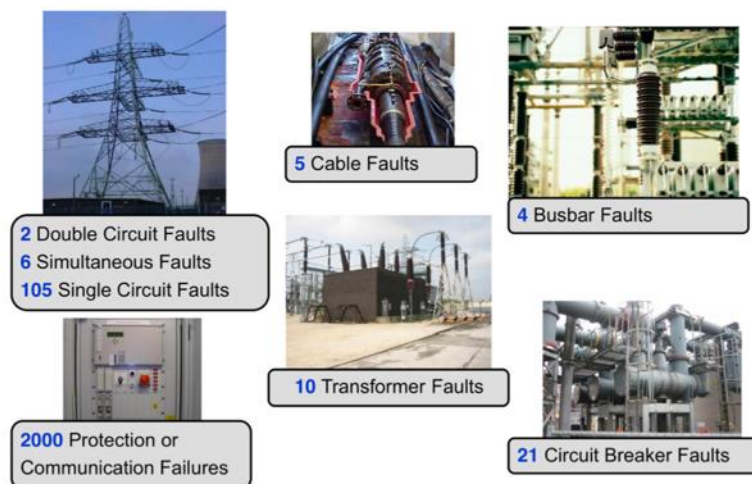 2 Double Circuit Faults
6 Simultaneous Faults
105 Single Circuit Faults
5 Cable Faults
4 Busbar Faults
10 Transformer Faults
2000 Protection or
Communication Failures
21 Circuit Breaker Faults